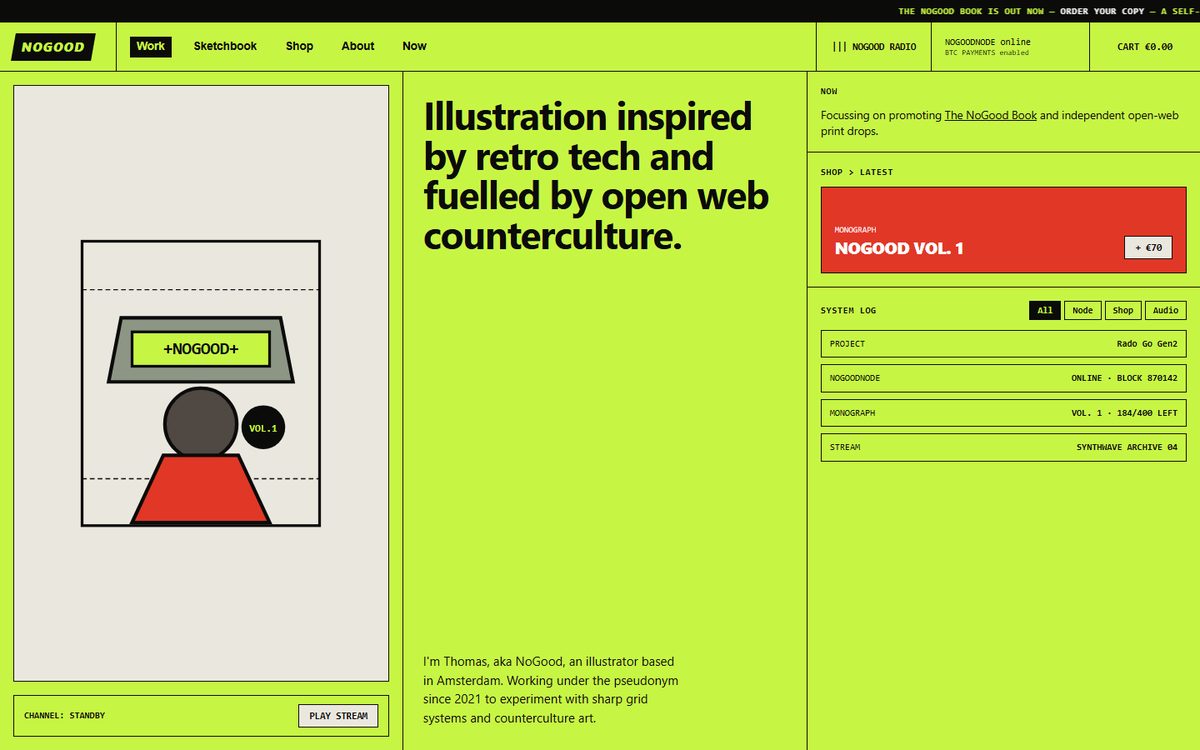 THE NOGOOD BOOK IS OUT NOW — ORDER YOUR COPY — A SELF-
NOGOOD
Work
Sketchbook
Shop
About
Now
||| NOGOOD RADIO
NOGOODNODE online
BTC PAYMENTS enabled
CART €0.00
+NOGOOD+
VOL.1
CHANNEL: STANDBY
PLAY STREAM
Illustration inspired
by retro tech and
fuelled by open web
counterculture.
I'm Thomas, aka NoGood, an illustrator based
in Amsterdam. Working under the pseudonym
since 2021 to experiment with sharp grid
systems and counterculture art.
NOW
Focussing on promoting The NoGood Book and independent open-web
print drops.
SHOP > LATEST
MONOGRAPH
NOGOOD VOL. 1
+ €70
SYSTEM LOG
All
Node
Shop
Audio
PROJECT
Rado Go Gen2
NOGOODNODE
ONLINE · BLOCK 870142
MONOGRAPH
VOL. 1 · 184/400 LEFT
STREAM
SYNTHWAVE ARCHIVE 04